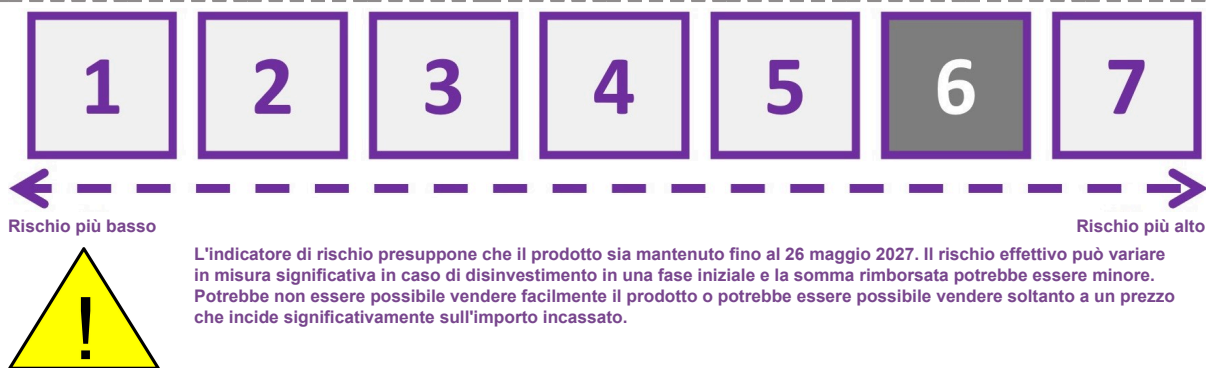 1 2 3 4 5 6 7
Rischio più basso Rischio più alto
L'indicatore di rischio presuppone che il prodotto sia mantenuto fino al 26 maggio 2027. Il rischio effettivo può variare
in misura significativa in caso di disinvestimento in una fase iniziale e la somma rimborsata potrebbe essere minore.
Potrebbe non essere possibile vendere facilmente il prodotto o potrebbe essere possibile vendere soltanto a un prezzo
che incide significativamente sull'importo incassato.
!